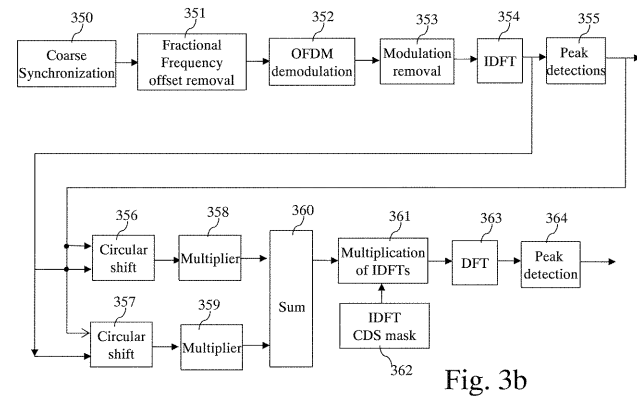 350
351
352
353
354
355
Coarse
Synchronization
Fractional
Frequency
offset removal
OFDM
demodulation
Modulation
removal
IDFT
Peak
detections
356
358
360
361
363
364
Circular
shift
Multiplier
Sum
Multiplication
of IDFTs
DFT
Peak
detection
357
359
Circular
shift
Multiplier
IDFT
CDS mask
362
Fig. 3b